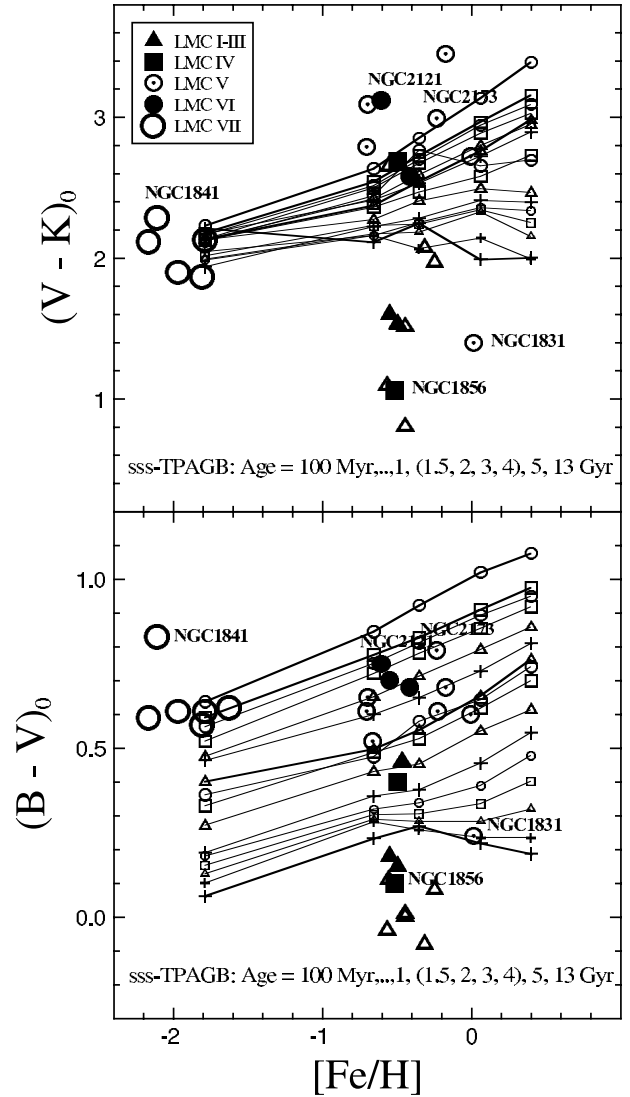 LMC I-III
LMC IV
LMC V
LMC VI
LMC VII
NGC2121
NGC2173
NGC1841
NGC1831
NGC1856
3
2
1
(V - K)₀
sss-TPAGB: Age = 100 Myr,..,1, (1.5, 2, 3, 4), 5, 13 Gyr
NGC1841
NGC2121
NGC2173
NGC1831
NGC1856
1.0
0.5
0.0
(B - V)₀
sss-TPAGB: Age = 100 Myr,..,1, (1.5, 2, 3, 4), 5, 13 Gyr
-2
-1
0
[Fe/H]